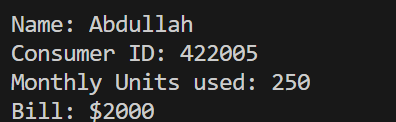 Name: Abdullah
Consumer ID: 422005
Monthly Units used: 250
Bill: $2000